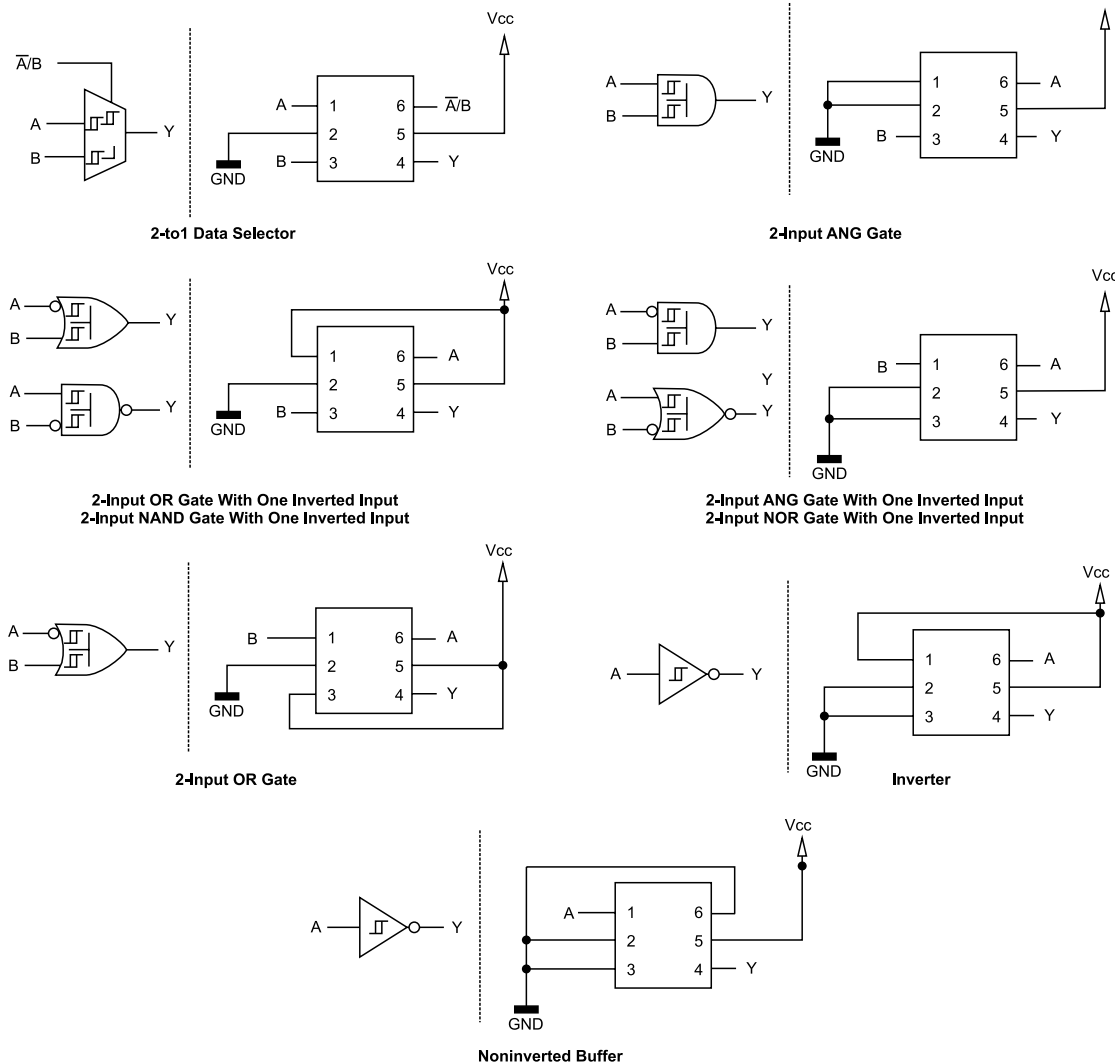 Vcc
A/B
A
B
Y
A 1 6 A/B
2 5
B 3 4 Y
GND
2-to1 Data Selector
A
B
Y
1 6 A
2 5
B 3 4 Y
GND
2-Input ANG Gate
A
B
Y
A
B
Y
Vcc
1 6 A
2 5
B 3 4 Y
GND
2-Input OR Gate With One Inverted Input
2-Input NAND Gate With One Inverted Input
A
B
Y
Y
A
B
Y
Vcc
B 1 6 A
2 5
3 4 Y
GND
2-Input ANG Gate With One Inverted Input
2-Input NOR Gate With One Inverted Input
A
B
Y
Vcc
B 1 6 A
2 5
3 4 Y
GND
2-Input OR Gate
A Y
Vcc
1 6 A
2 5
3 4 Y
GND
Inverter
A Y
Vcc
A 1 6
2 5
3 4 Y
GND
Noninverted Buffer